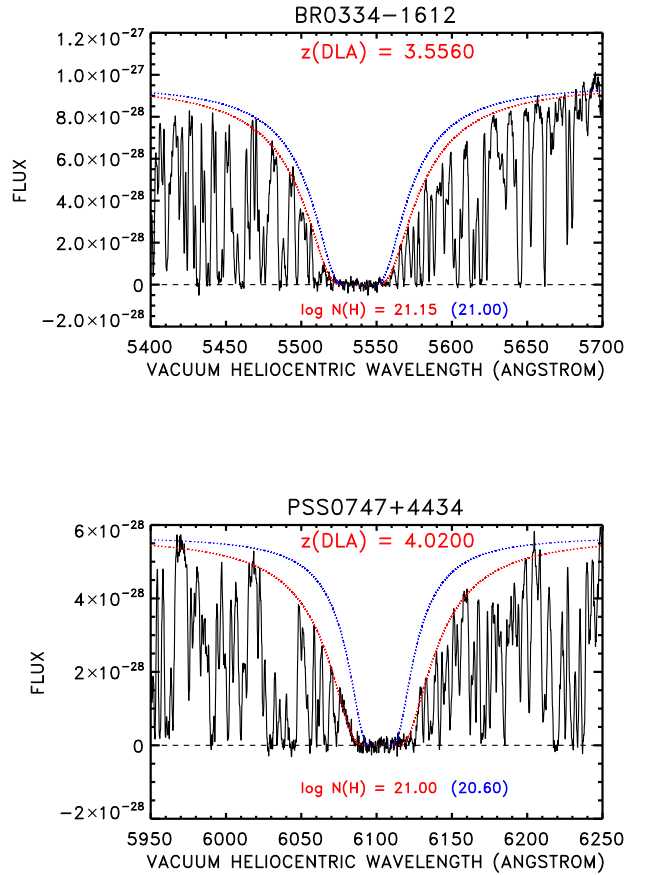 BR0334−1612
z(DLA) = 3.5560
1.2×10−27
1.0×10−27
8.0×10−28
6.0×10−28
4.0×10−28
2.0×10−28
0
−2.0×10−28
FLUX
log N(H) = 21.15 (21.00)
5400 5450 5500 5550 5600 5650 5700
VACUUM HELIOCENTRIC WAVELENGTH (ANGSTROM)
PSS0747+4434
z(DLA) = 4.0200
6×10−28
4×10−28
2×10−28
0
−2×10−28
FLUX
log N(H) = 21.00 (20.60)
5950 6000 6050 6100 6150 6200 6250
VACUUM HELIOCENTRIC WAVELENGTH (ANGSTROM)